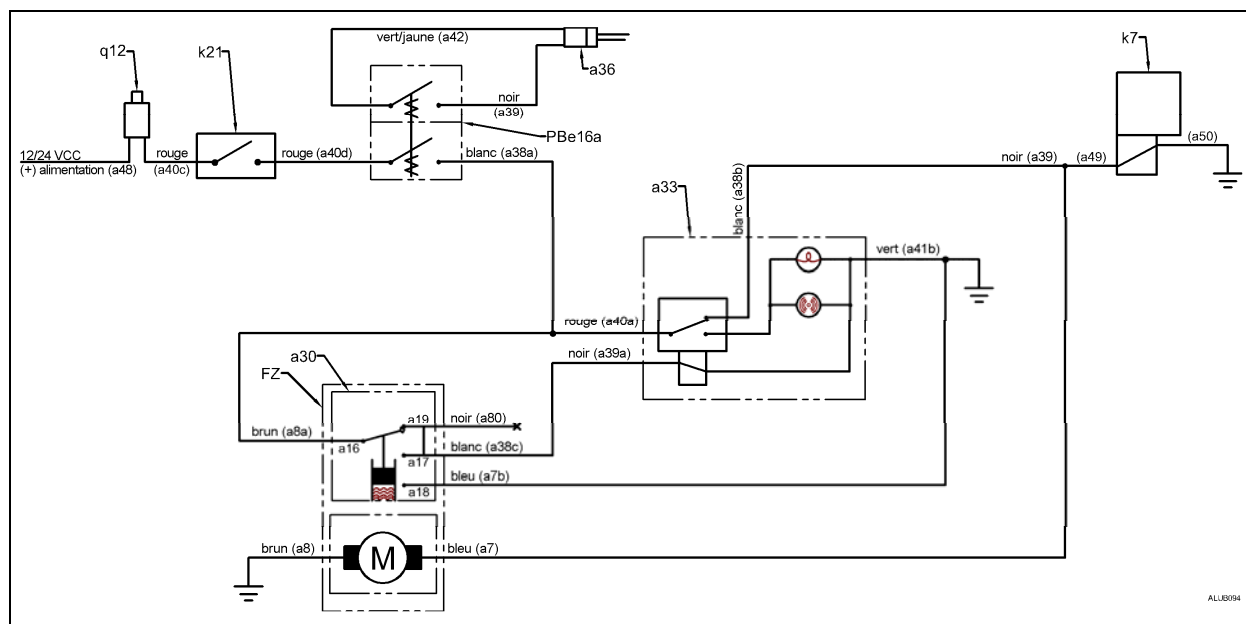 vert/jaune (a42)
q12
k21
k7
a36
noir
(a39)
PBe16a
12/24 VCC
(+) alimentation (a48)
rouge
(a40c)
rouge (a40d)
blanc (a38a)
noir (a39)
(a49)
(a50)
a33
blanc (a38b)
vert (a41b)
rouge (a40a)
noir (a39a)
a30
FZ
brun (a8a)
a16
a19
noir (a80)
a17
blanc (a38c)
a18
bleu (a7b)
brun (a8)
M
bleu (a7)
ALUB094